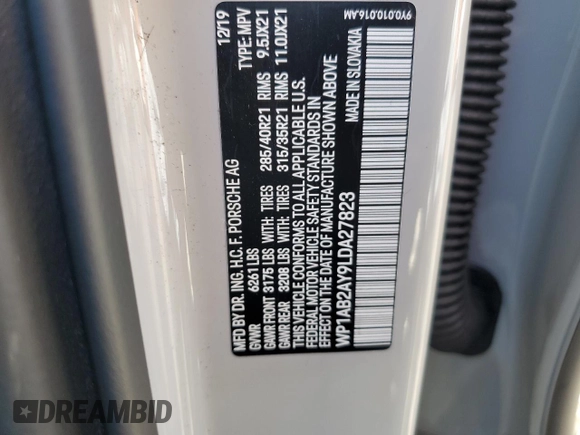 MFD BY DR. ING. H.C. F. PORSCHE AG 12/19
GVWR 6261 LBS TYPE: MPV
GAWR FRONT 3175 LBS WITH: TIRES 285/40R21 RIMS 9.5JX21
GAWR REAR 3208 LBS WITH: TIRES 315/35R21 RIMS 11.0JX21
THIS VEHICLE CONFORMS TO ALL APPLICABLE U.S.
FEDERAL MOTOR VEHICLE SAFETY STANDARDS IN
EFFECT ON THE DATE OF MANUFACTURE SHOWN ABOVE
WP1AB2AY9LDA27823 MADE IN SLOVAKIA
9Y0.010.016.AM
DREAMBID